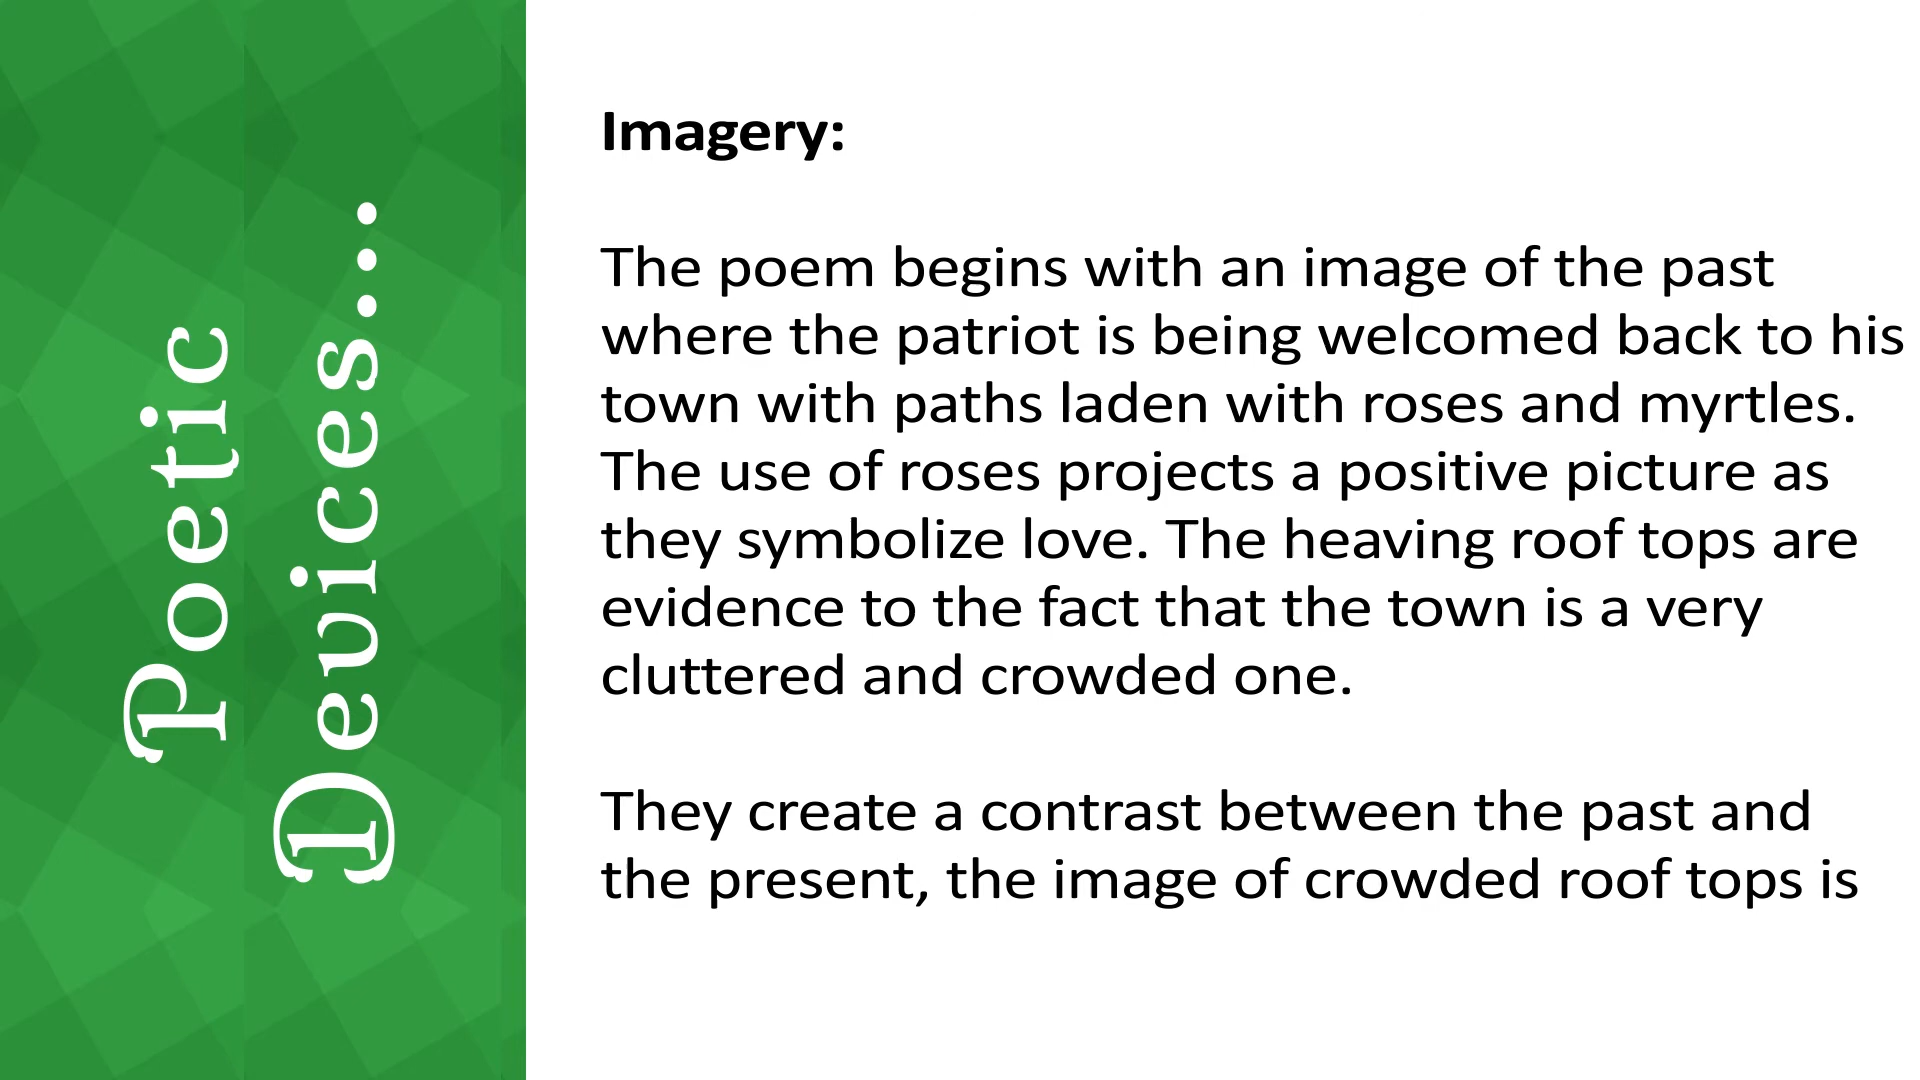 Poetic
Devices...
Imagery:
The poem begins with an image of the past
where the patriot is being welcomed back to his
town with paths laden with roses and myrtles.
The use of roses projects a positive picture as
they symbolize love. The heaving roof tops are
evidence to the fact that the town is a very
cluttered and crowded one.
They create a contrast between the past and
the present, the image of crowded roof tops is